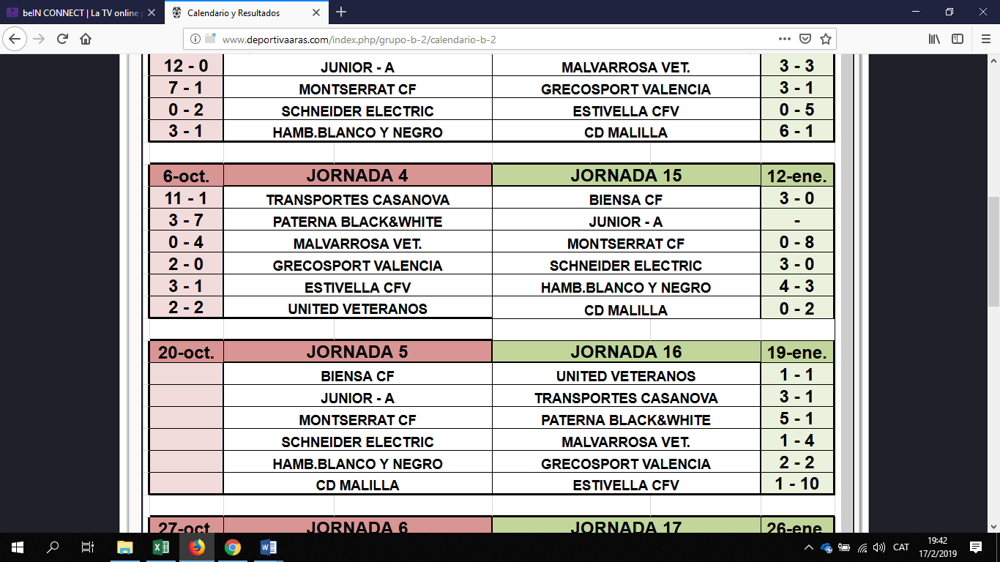 beIN CONNECT | La TV online
Calendario y Resultados
www.deportivaaras.com/index.php/grupo-b-2/calendario-b-2
12 - 0 JUNIOR - A MALVARROSA VET. 3 - 3
7 - 1 MONTSERRAT CF GRECOSPORT VALENCIA 3 - 1
0 - 2 SCHNEIDER ELECTRIC ESTIVELLA CFV 0 - 5
3 - 1 HAMB.BLANCO Y NEGRO CD MALILLA 6 - 1
6-oct. JORNADA 4 JORNADA 15 12-ene.
11 - 1 TRANSPORTES CASANOVA BIENSA CF 3 - 0
3 - 7 PATERNA BLACK&WHITE JUNIOR - A -
0 - 4 MALVARROSA VET. MONTSERRAT CF 0 - 8
2 - 0 GRECOSPORT VALENCIA SCHNEIDER ELECTRIC 3 - 0
3 - 1 ESTIVELLA CFV HAMB.BLANCO Y NEGRO 4 - 3
2 - 2 UNITED VETERANOS CD MALILLA 0 - 2
20-oct. JORNADA 5 JORNADA 16 19-ene.
BIENSA CF UNITED VETERANOS 1 - 1
JUNIOR - A TRANSPORTES CASANOVA 3 - 1
MONTSERRAT CF PATERNA BLACK&WHITE 5 - 1
SCHNEIDER ELECTRIC MALVARROSA VET. 1 - 4
HAMB.BLANCO Y NEGRO GRECOSPORT VALENCIA 2 - 2
CD MALILLA ESTIVELLA CFV 1 - 10
27-oct JORNADA 6 JORNADA 17 26-ene
CAT
19:42
17/2/2019